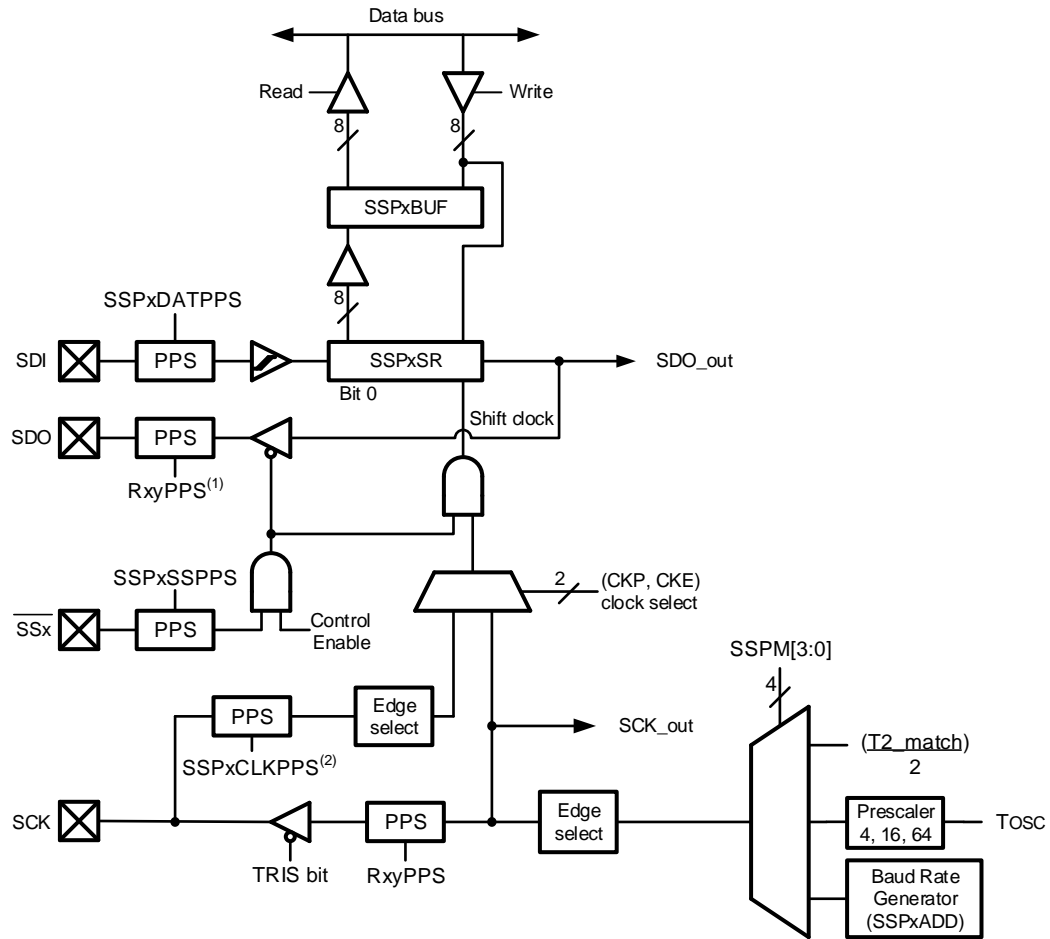 Data bus
Read
Write
8
8
SSPxBUF
8
SSPxDATPPS
SDI
PPS
SSPxSR
SDO_out
Bit 0
Shift clock
SDO
PPS
RxyPPS(1)
SSPxSSPPS
2
(CKP, CKE)
clock select
SSx
PPS
Control
Enable
SSPM[3:0]
4
PPS
Edge
select
SCK_out
(T2_match)
2
SSPxCLKPPS(2)
SCK
PPS
Edge
select
Prescaler
4, 16, 64
TOSC
TRIS bit
RxyPPS
Baud Rate
Generator
(SSPxADD)